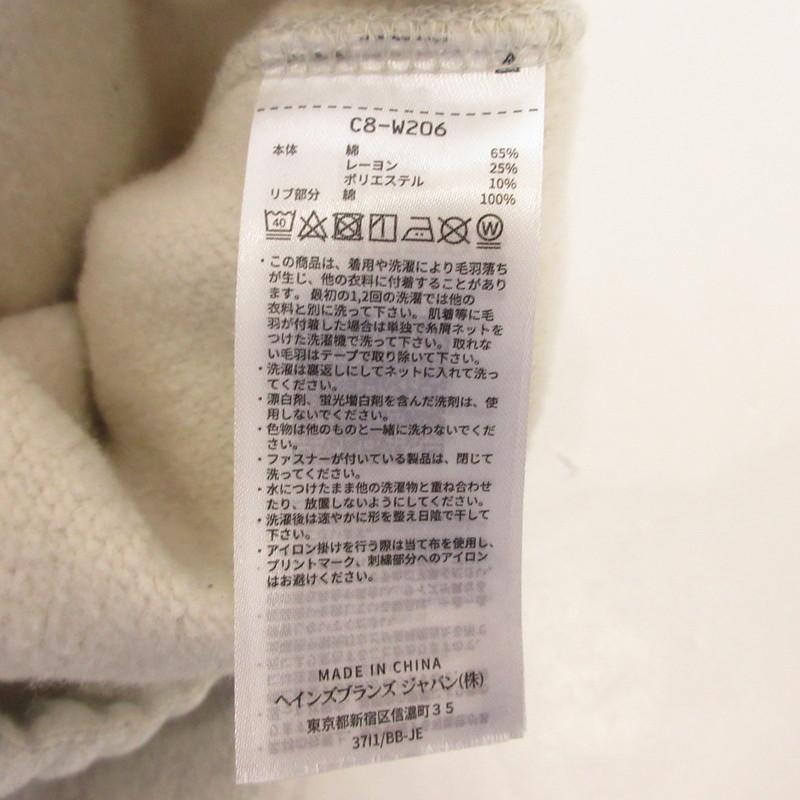 C8-W206
本体 綿 65%
レーヨン 25%
ポリエステル 10%
リブ部分 綿 100%
40 W
・この商品は、着用や洗濯により毛羽落ち
が生じ、他の衣料に付着することがあり
ます。最初の1,2回の洗濯では他の
衣料と別に洗って下さい。肌着等に毛
羽が付着した場合は単独で糸屑ネットを
つけた洗濯機で洗って下さい。取れな
い毛羽はテープで取り除いて下さい。
・洗濯は裏返しにしてネットに入れて洗っ
てください。
・漂白剤、蛍光増白剤を含んだ洗剤は、使
用しないでください。
・色物は他のものと一緒に洗わないでくだ
さい。
・ファスナーが付いている製品は、閉じて
洗ってください。
・水につけたまま他の洗濯物と重ね合わせ
たり、放置しないようにしてください。
・洗濯後は速やかに形を整え日陰で干して
下さい。
・アイロン掛けを行う際は当て布を使用し、
プリントマーク、刺繍部分へのアイロン
はお避けください。
MADE IN CHINA
ヘインズブランズ ジャパン(株)
東京都新宿区信濃町35
37I1/BB-JE